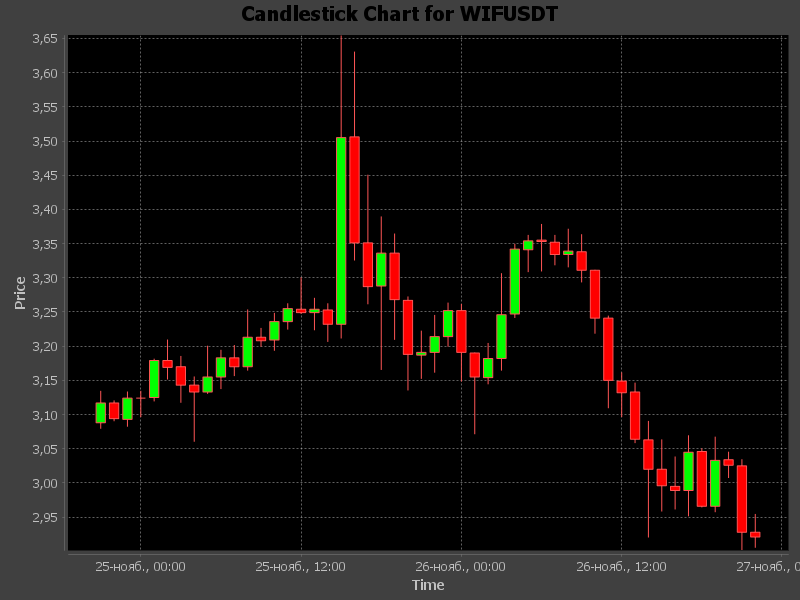 Candlestick Chart for WIFUSDT
3,65
3,60
3,55
3,50
3,45
3,40
3,35
3,30
3,25
3,20
3,15
3,10
3,05
3,00
2,95
Price
25-нояб., 00:00
25-нояб., 12:00
26-нояб., 00:00
26-нояб., 12:00
27-нояб., 0
Time